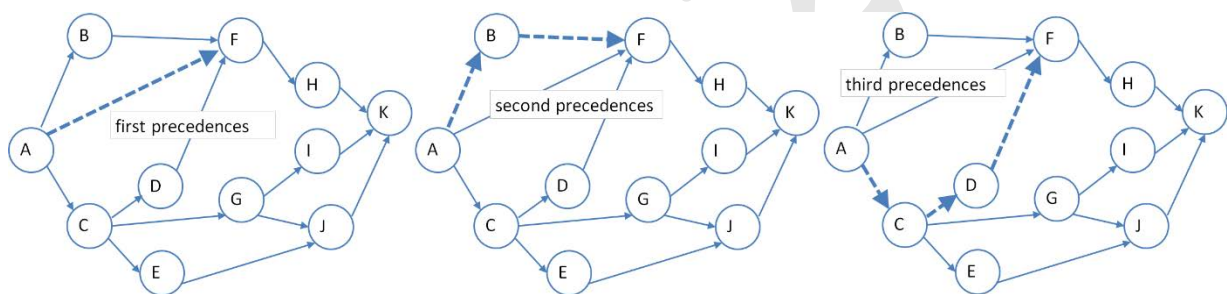 B
F
H
K
first precedences
A
I
D
G
C
J
E
B
F
H
K
second precedences
A
I
D
G
C
J
E
B
F
H
third precedences
K
A
I
D
G
C
J
E